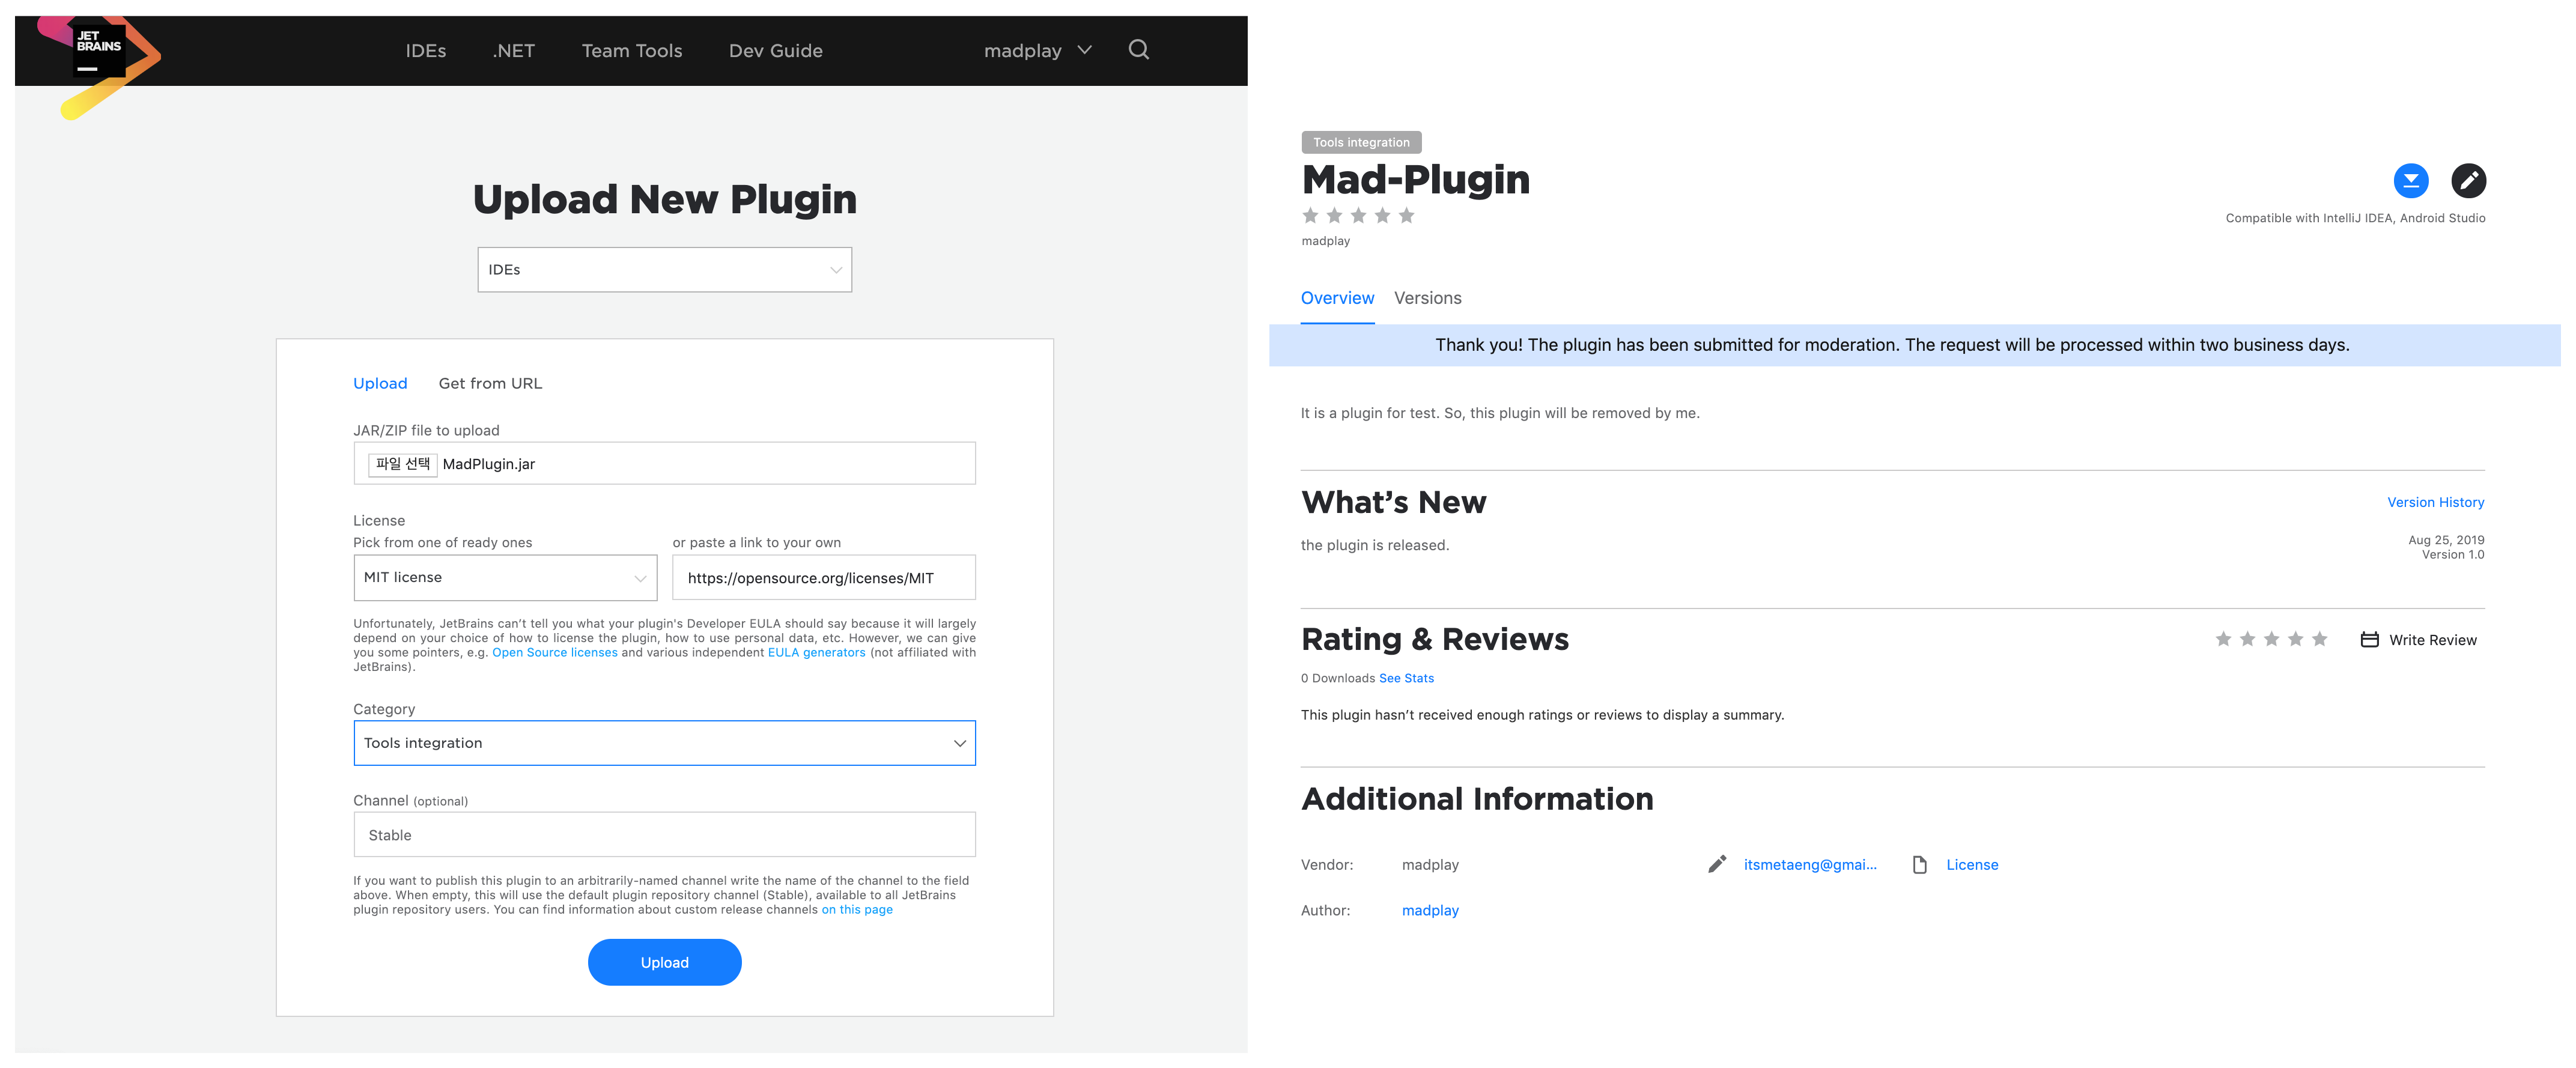 JET
BRAINS
IDEs .NET Team Tools Dev Guide madplay
Upload New Plugin
IDEs
Upload Get from URL
JAR/ZIP file to upload
파일 선택 MadPlugin.jar
License
Pick from one of ready ones or paste a link to your own
MIT license https://opensource.org/licenses/MIT
Unfortunately, JetBrains can't tell you what your plugin's Developer EULA should say because it will largely
depend on your choice of how to license the plugin, how to use personal data, etc. However, we can give
you some pointers, e.g. Open Source licenses and various independent EULA generators (not affiliated with
JetBrains).
Category
Tools integration
Channel (optional)
Stable
If you want to publish this plugin to an arbitrarily-named channel write the name of the channel to the field
above. When empty, this will use the default plugin repository channel (Stable), available to all JetBrains
plugin repository users. You can find information about custom release channels on this page
Upload
Tools integration
Mad-Plugin
Compatible with IntelliJ IDEA, Android Studio
madplay
Overview Versions
Thank you! The plugin has been submitted for moderation. The request will be processed within two business days.
It is a plugin for test. So, this plugin will be removed by me.
What's New Version History
the plugin is released. Aug 25, 2019
Version 1.0
Rating & Reviews Write Review
0 Downloads See Stats
This plugin hasn't received enough ratings or reviews to display a summary.
Additional Information
Vendor: madplay itsmetaeng@gmai... License
Author: madplay